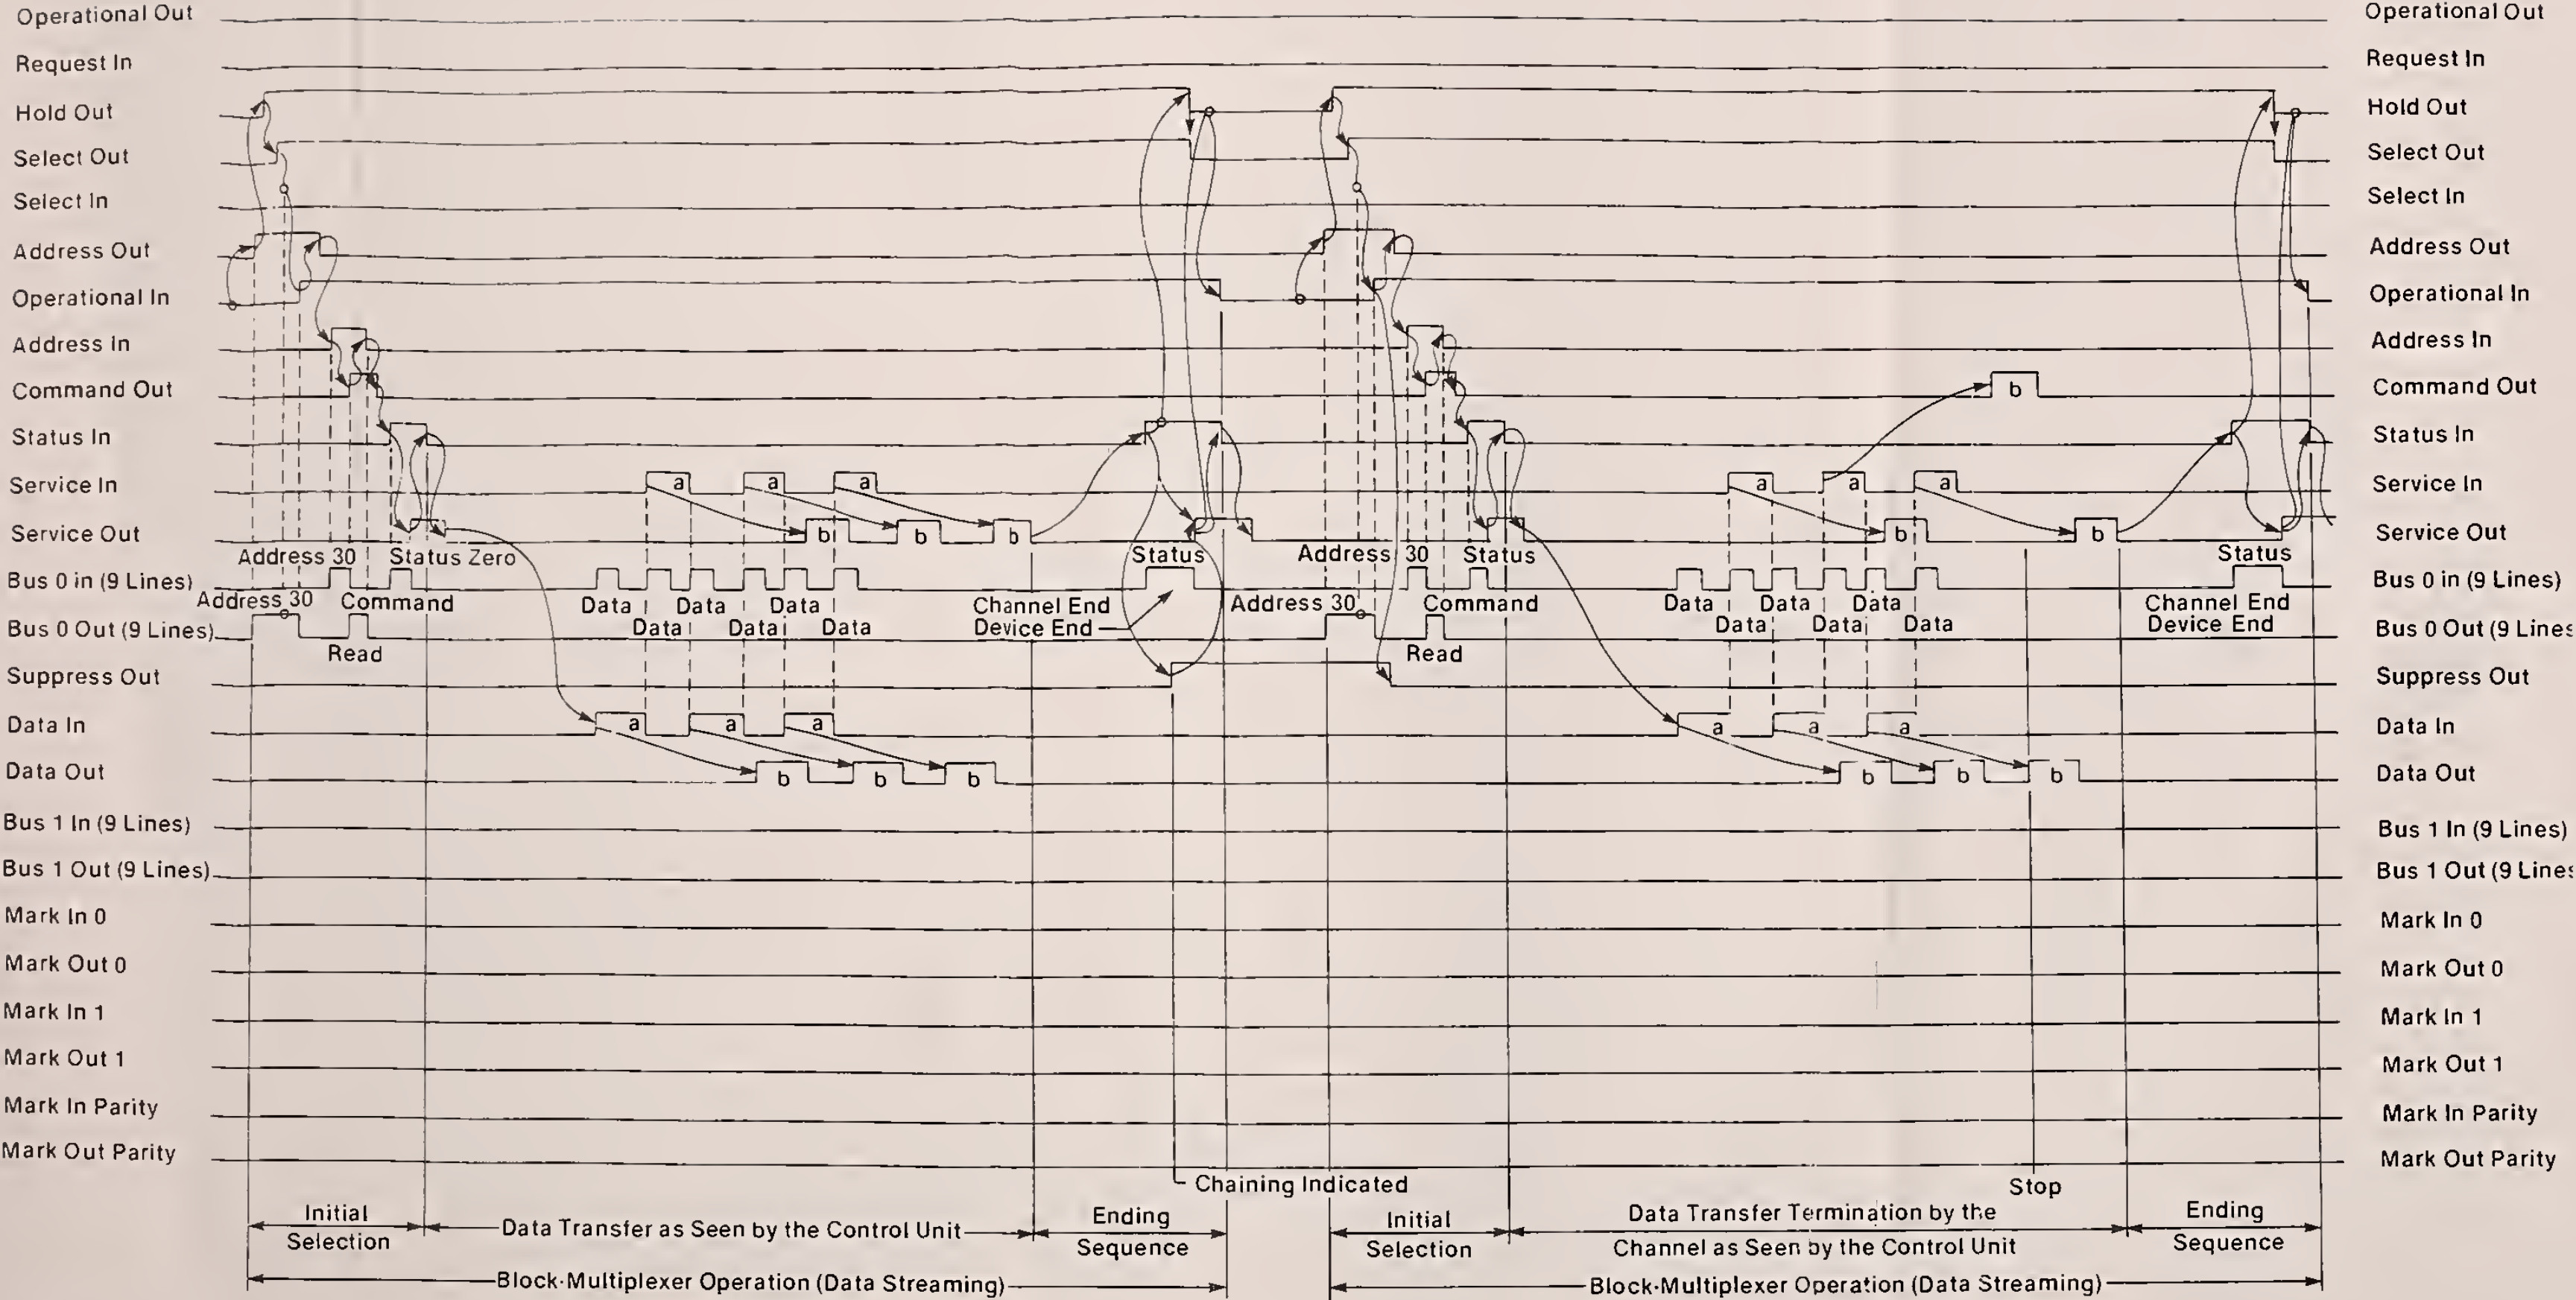 Operational Out Operational Out
Request In Request In
Hold Out Hold Out
Select Out Select Out
Select In Select In
Address Out Address Out
Operational In Operational In
Address In Address In
Command Out b Command Out
Status In Status In
Service In a a a a a a Service In
Service Out b b b b b Service Out
Address 30 Status Zero Status Address 30 Status Status
Bus 0 in (9 Lines) Bus 0 in (9 Lines)
Address 30 Command Data Data Data Channel End Address 30 Command Data Data Data Channel End
Data Data Data Device End Data Data Data Device End
Bus 0 Out (9 Lines) Bus 0 Out (9 Lines
Read Read
Suppress Out Suppress Out
Data In a a a a a a Data In
Data Out b b b b b b Data Out
Bus 1 In (9 Lines) Bus 1 In (9 Lines)
Bus 1 Out (9 Lines) Bus 1 Out (9 Lines
Mark In 0 Mark In 0
Mark Out 0 Mark Out 0
Mark In 1 Mark In 1
Mark Out 1 Mark Out 1
Mark In Parity Mark In Parity
Mark Out Parity Mark Out Parity
Chaining Indicated Stop
Initial Data Transfer as Seen by the Control Unit Ending Initial Data Transfer Termination by the Ending
Selection Sequence Selection Channel as Seen by the Control Unit Sequence
Block-Multiplexer Operation (Data Streaming) Block-Multiplexer Operation (Data Streaming)